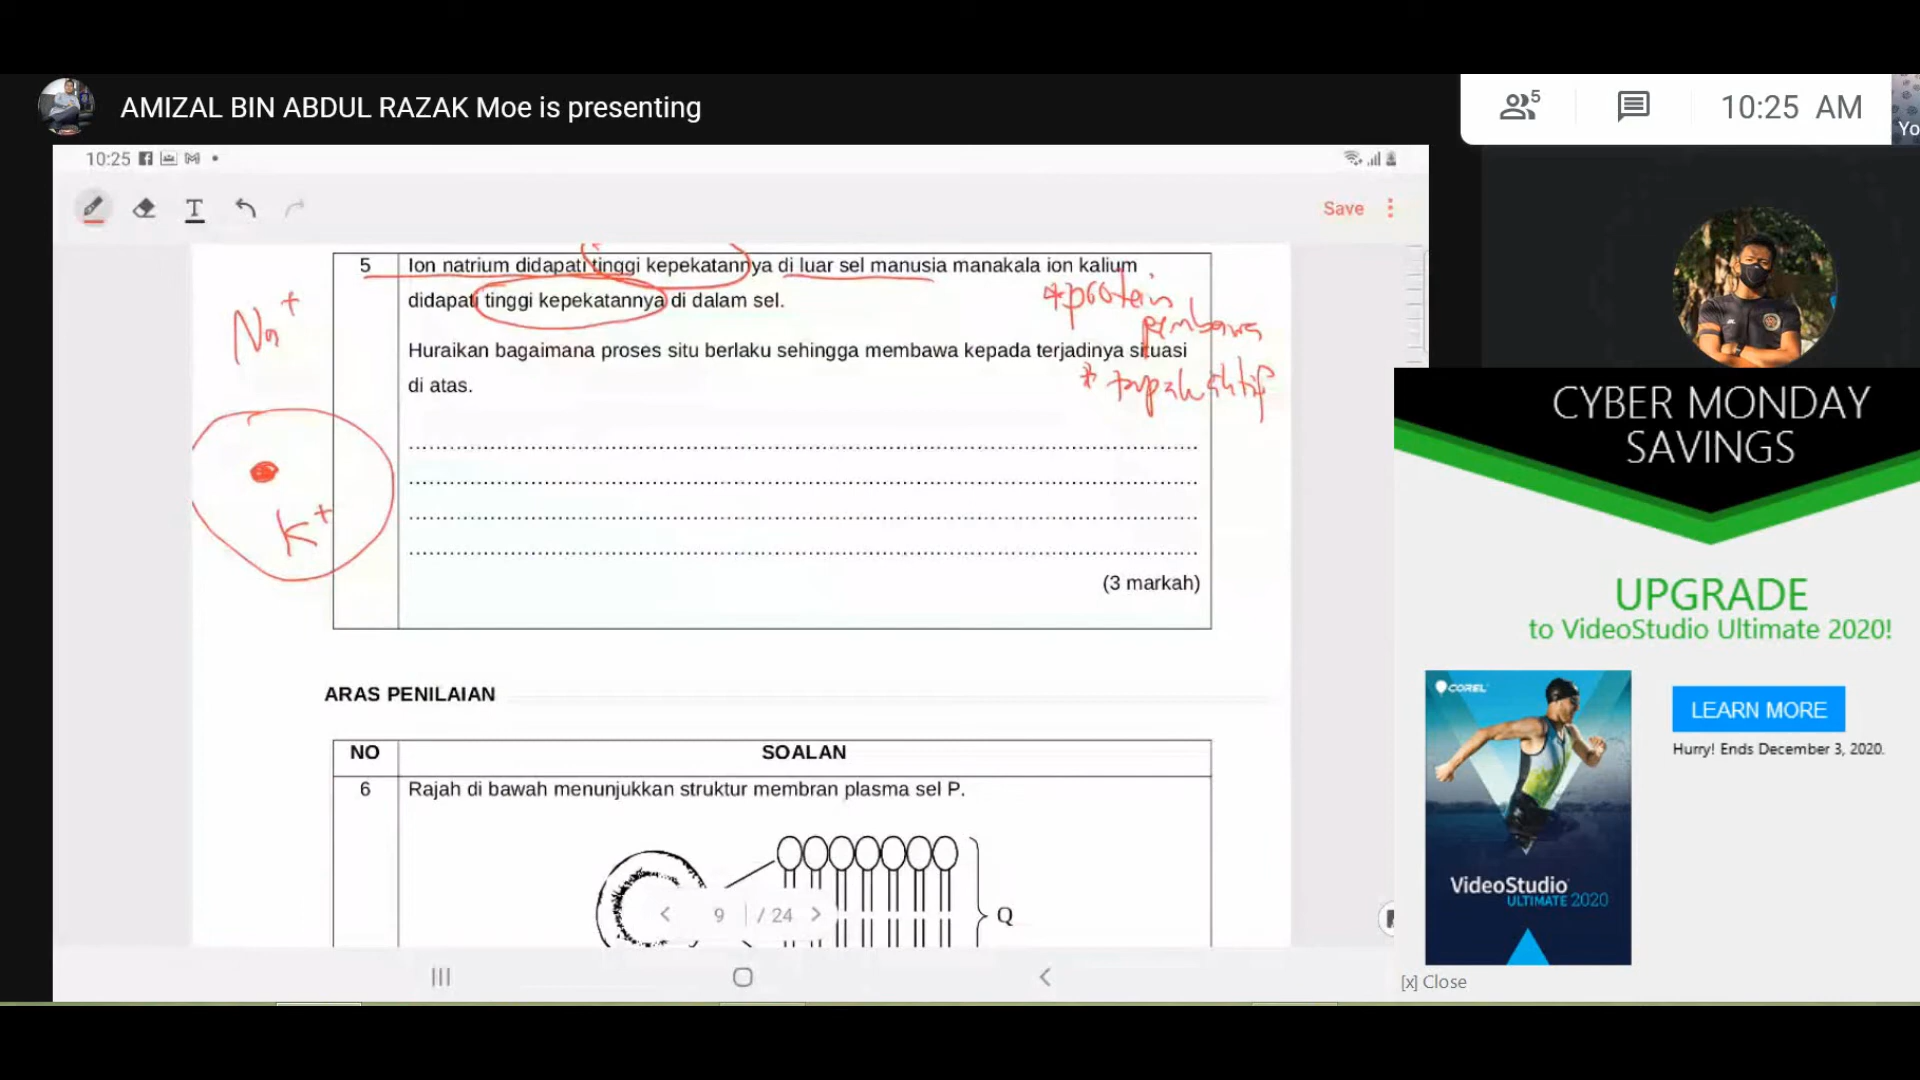 AMIZAL BIN ABDUL RAZAK Moe is presenting
5
10:25 AM
Yo
10:25
T
Save
5 Ion natrium didapati tinggi kepekatannya di luar sel manusia manakala ion kalium
didapati tinggi kepekatannya di dalam sel.
* protein
pembawa
Na+
Huraikan bagaimana proses situ berlaku sehingga membawa kepada terjadinya situasi
di atas.
* tapak aktif
K+
(3 markah)
ARAS PENILAIAN
NO SOALAN
6 Rajah di bawah menunjukkan struktur membran plasma sel P.
Q
< 9 / 24 >
CYBER MONDAY
SAVINGS
UPGRADE
to VideoStudio Ultimate 2020!
COREL
LEARN MORE
Hurry! Ends December 3, 2020.
VideoStudio
ULTIMATE 2020
[x] Close